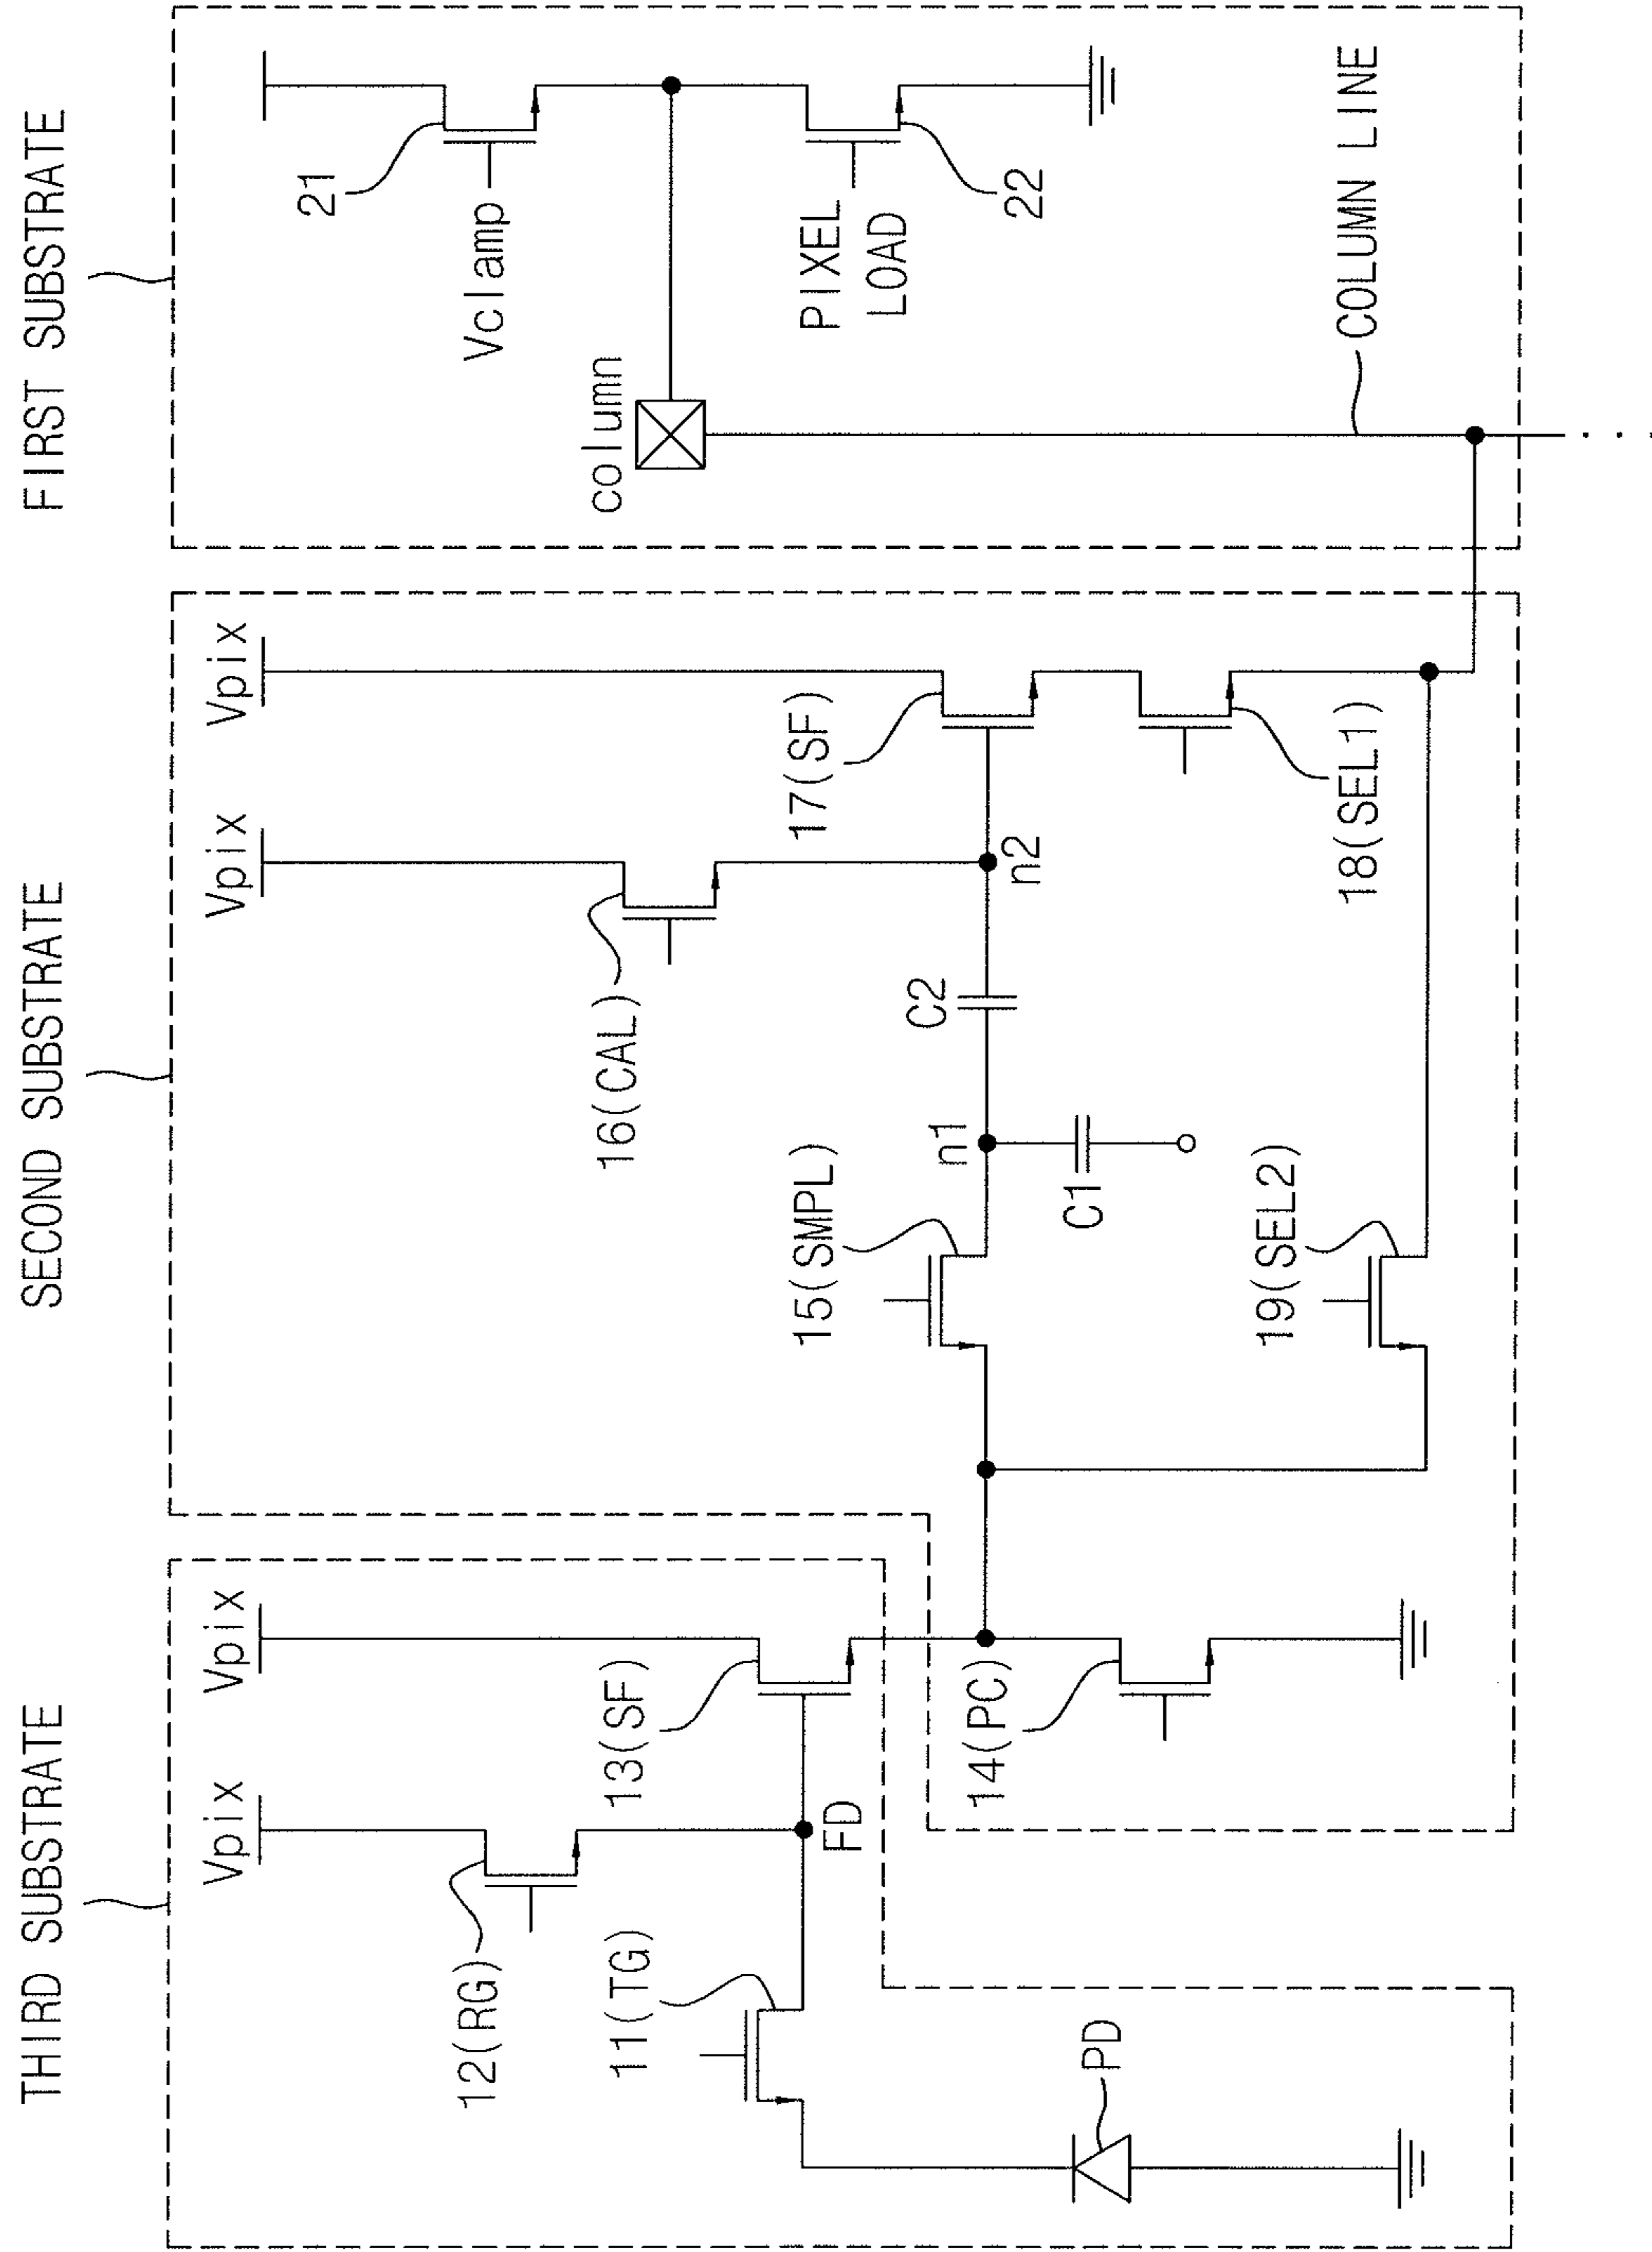 FIRST SUBSTRATE
21
Vclamp
column
PIXEL
LOAD
22
COLUMN LINE
SECOND SUBSTRATE
Vpix
Vpix
17(SF)
16(CAL)
n2
C2
18(SEL1)
n1
15(SMPL)
C1
19(SEL2)
THIRD SUBSTRATE
Vpix
Vpix
13(SF)
14(PC)
FD
12(RG)
11(TG)
PD